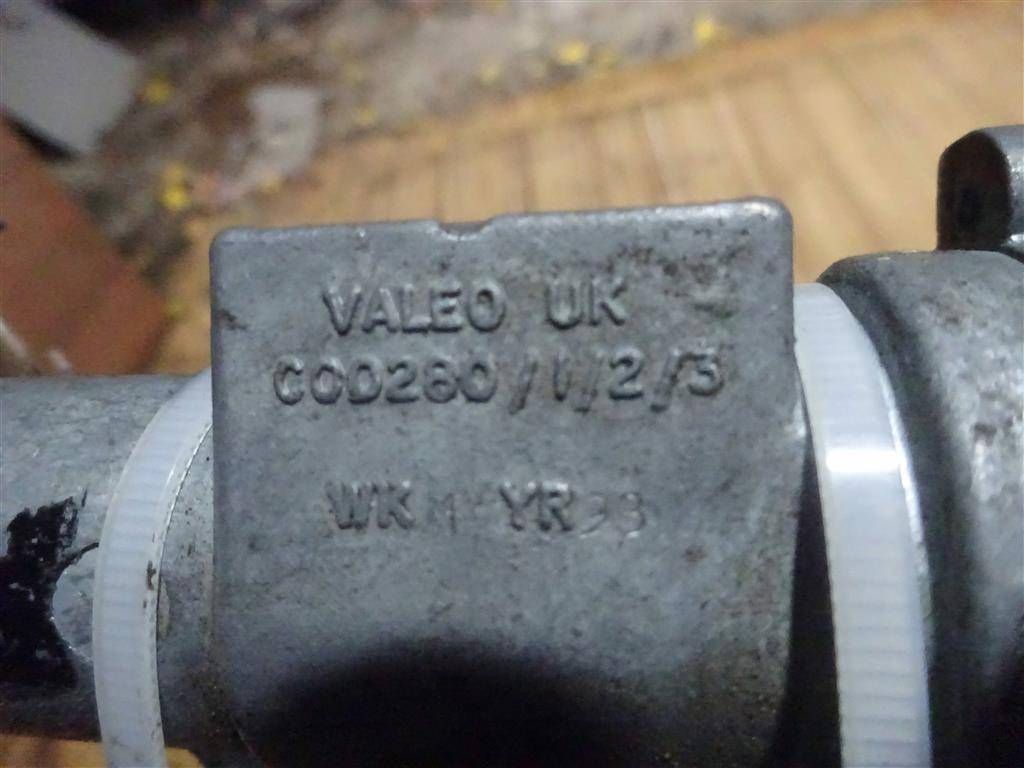 VALEO UK
COD280/1/2/3
WK YR